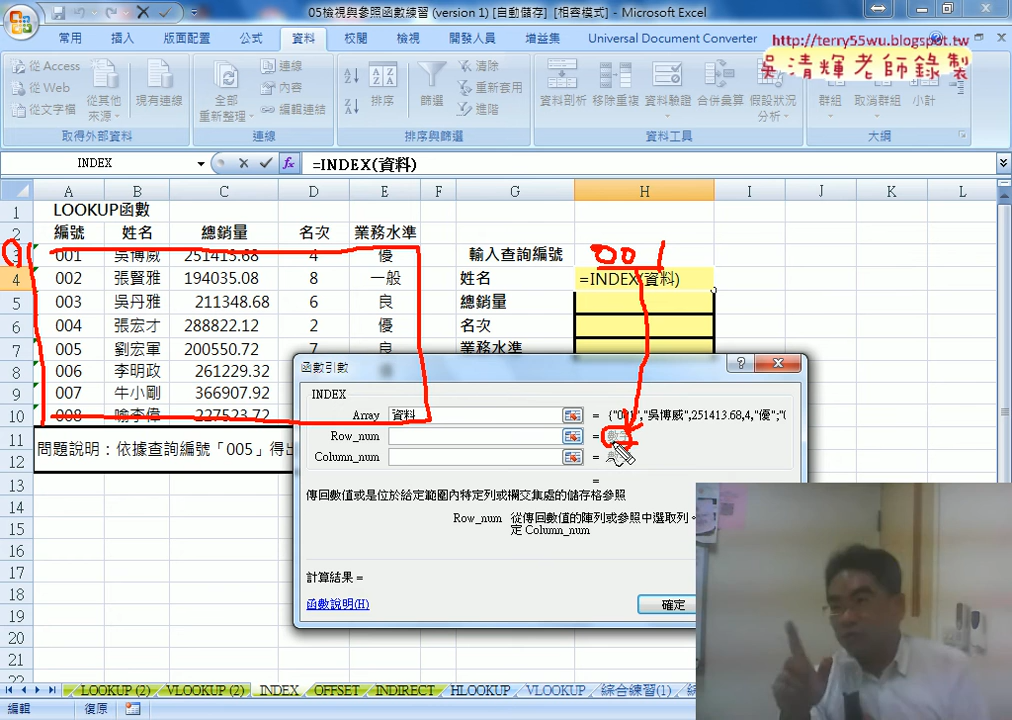 05檢視與參照函數練習 (version 1) [自動儲存] [相容模式] - Microsoft Excel
常用 插入 版面配置 公式 資料 校閱 檢視 開發人員 增益集 Universal Document Converter
http://terry55wu.blogspot.tw
吳清輝老師錄製
從 Access 從 Web 從文字檔 從其他來源 現有連線 全部重新整理 連線 內容 編輯連結 排序 篩選 清除 重新套用 進階 資料剖析 移除重複 資料驗證 合併彙算 假設狀況分析 群組 取消群組 小計
取得外部資料 連線 排序與篩選 資料工具 大綱
INDEX =INDEX(資料)
A B C D E F G H I J K L
1 LOOKUP函數
2 編號 姓名 總銷量 名次 業務水準
3 001 吳博威 251413.68 4 優 輸入查詢編號 001
4 002 張賢雅 194035.08 8 一般 姓名 =INDEX(資料)
5 003 吳丹雅 211348.68 6 良 總銷量
6 004 張宏才 288822.12 2 優 名次
7 005 劉宏軍 200550.72 7 良 業務水準
8 006 李明政 261229.32
9 007 牛小剛 366907.92
10 008 喻李偉 227523.72
11
12
問題說明：依據查詢編號「005」得出
13
14
15
16
17
18
19
20
21
22
函數引數
INDEX
Array 資料 = {"001","吳博威",251413.68,4,"優";"(
Row_num =
Column_num =
=
傳回數值或是位於給定範圍內特定列或欄交集處的儲存格參照
Row_num 從傳回數值的陣列或參照中選取列。
定 Column_num
計算結果 =
函數說明(H) 確定
LOOKUP (2) VLOOKUP (2) INDEX OFFSET INDIRECT HLOOKUP VLOOKUP 綜合練習(1)
編輯 復原